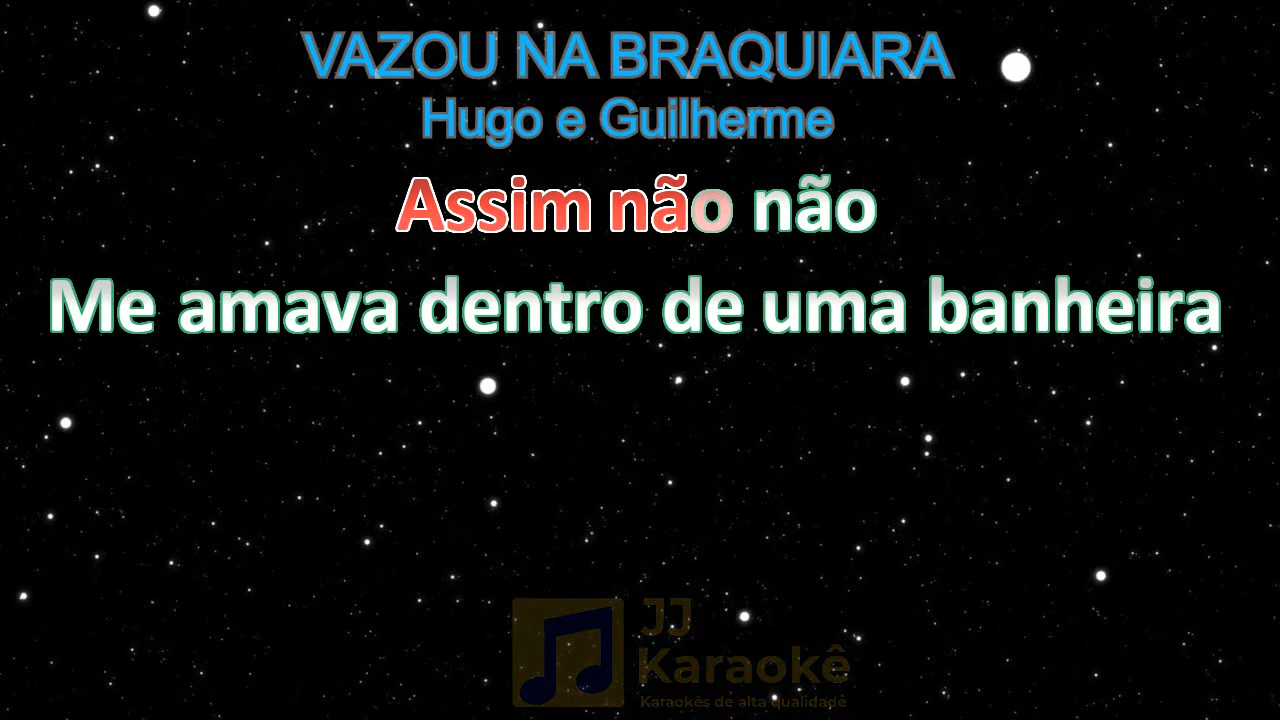 VAZOU NA BRAQUIARA
Hugo e Guilherme
Assim não não
Me amava dentro de uma banheira
JJ
Karaokê
Karaokês de alta qualidade